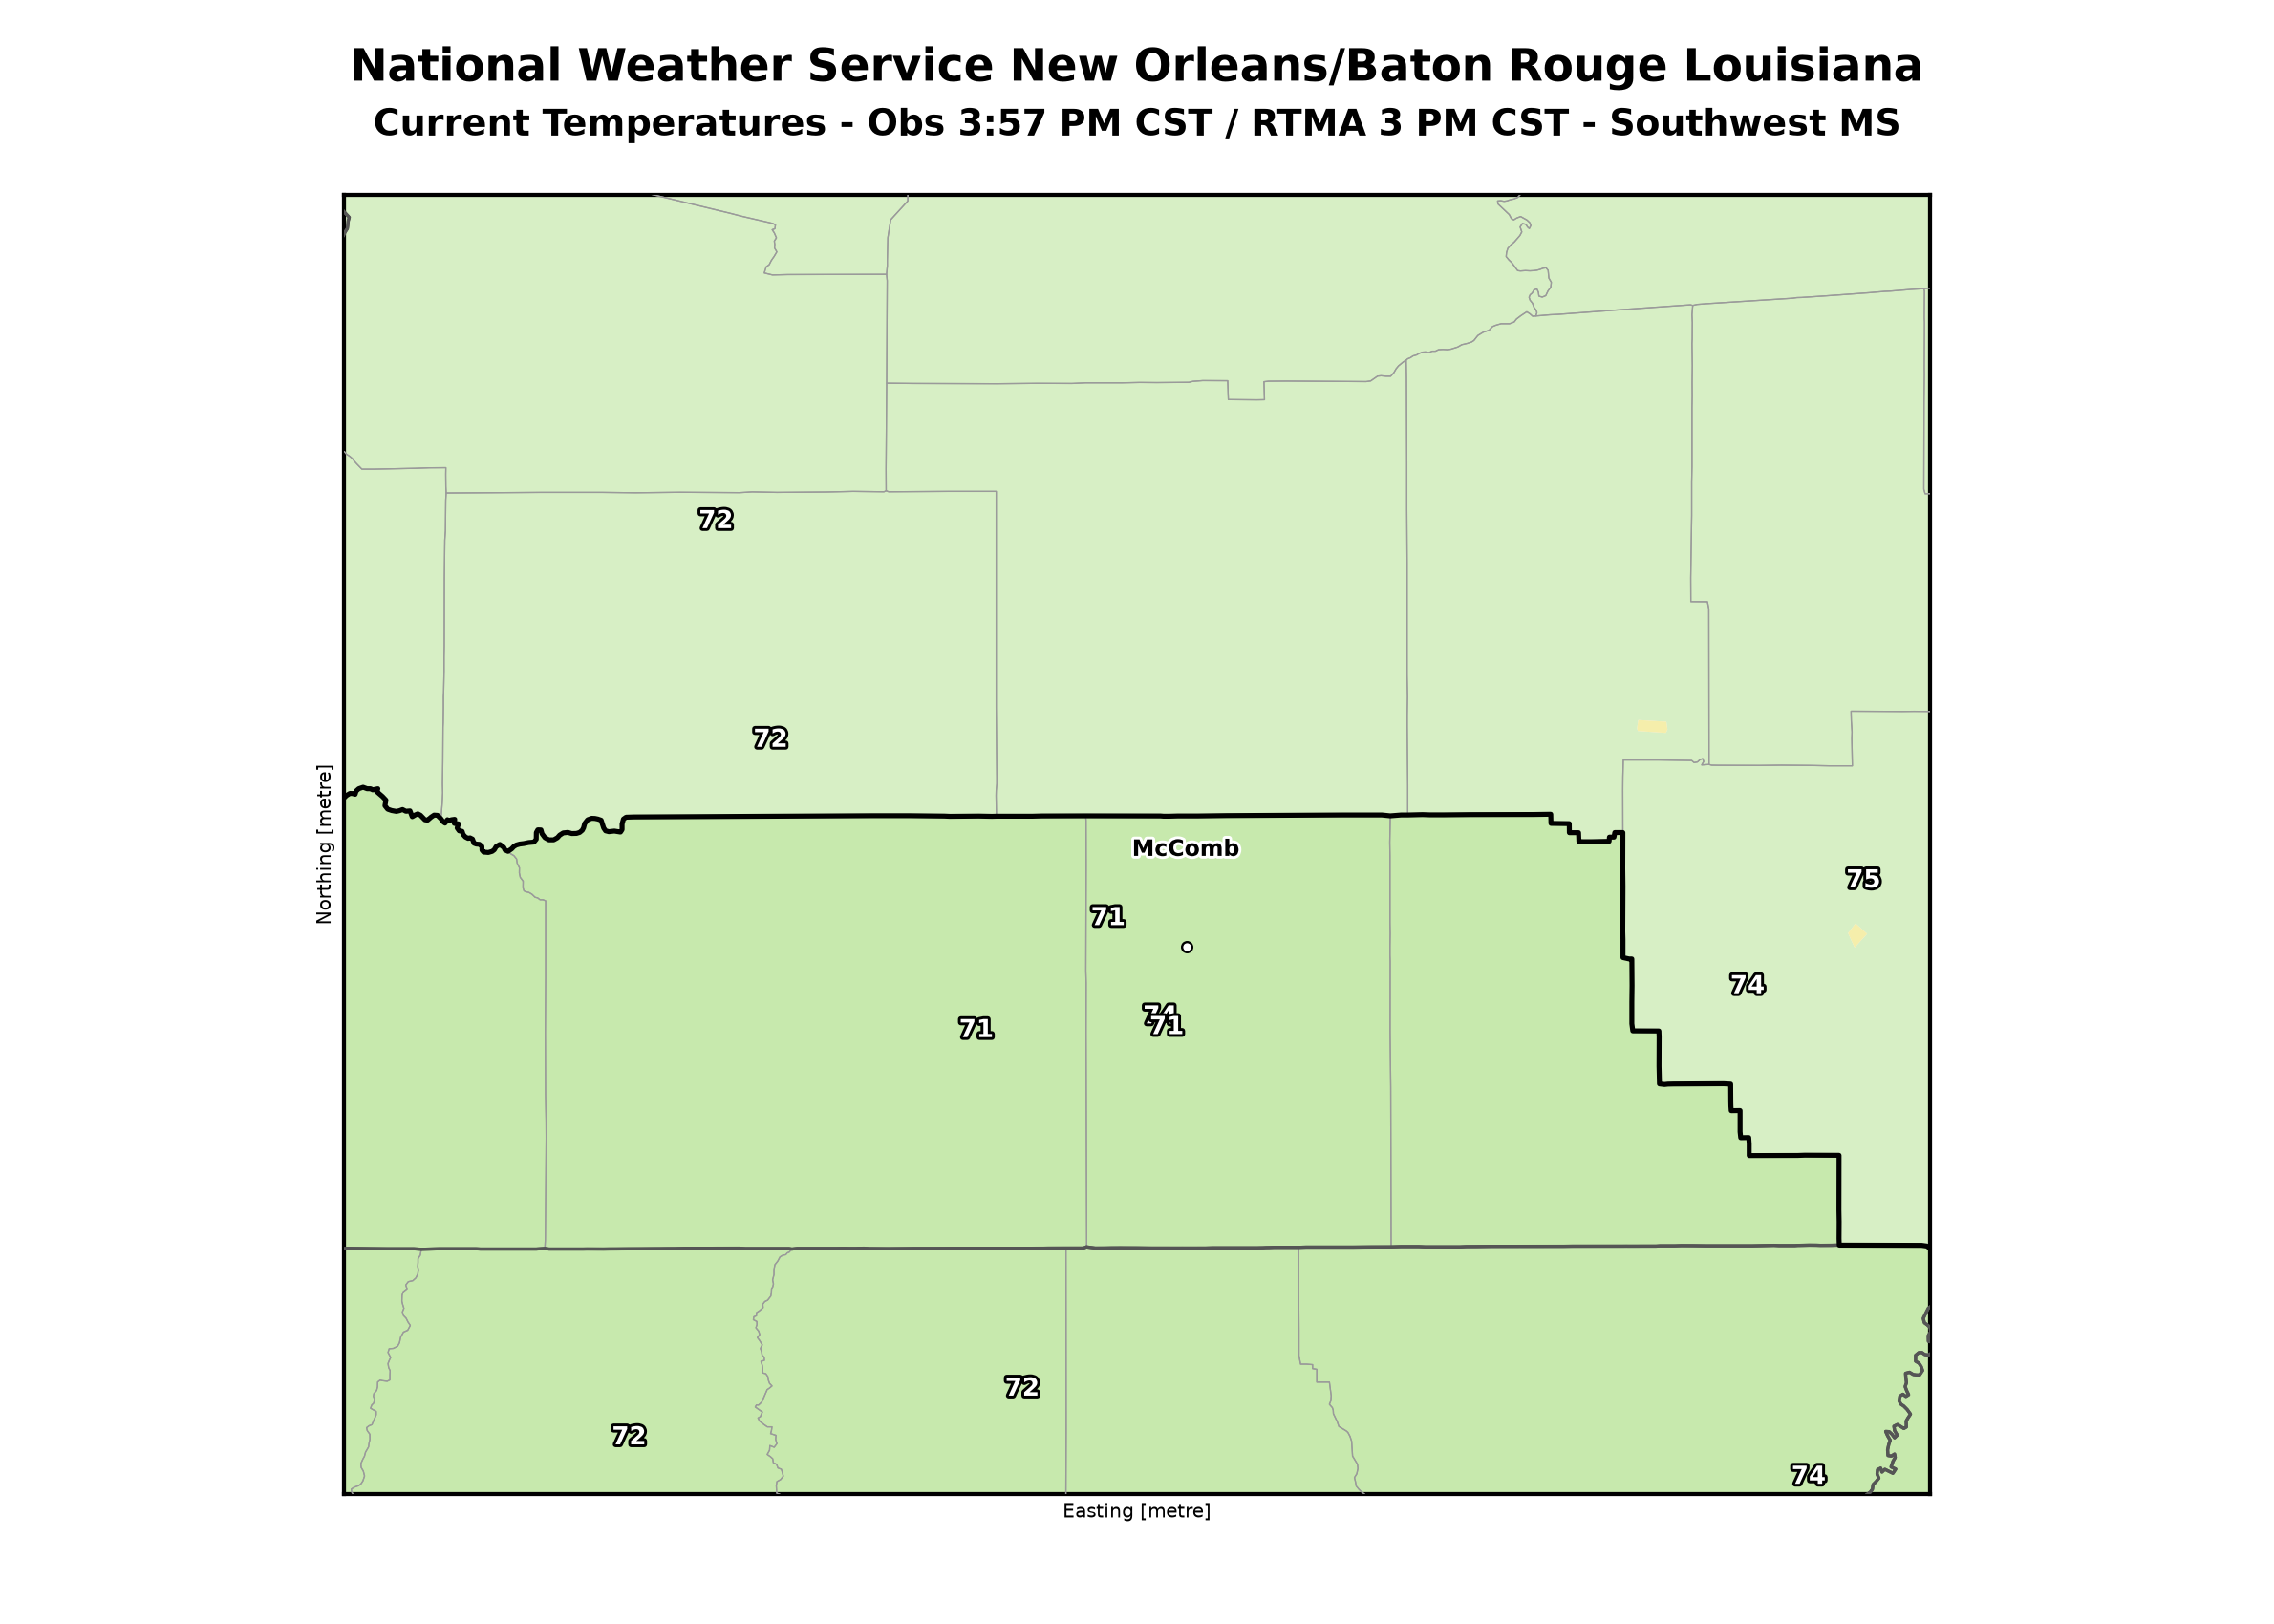 National Weather Service New Orleans/Baton Rouge Louisiana
Current Temperatures - Obs 3:57 PM CST / RTMA 3 PM CST - Southwest MS
72
72
McComb
75
71
74
74
71
71
72
72
74
Northing [metre]
Easting [metre]